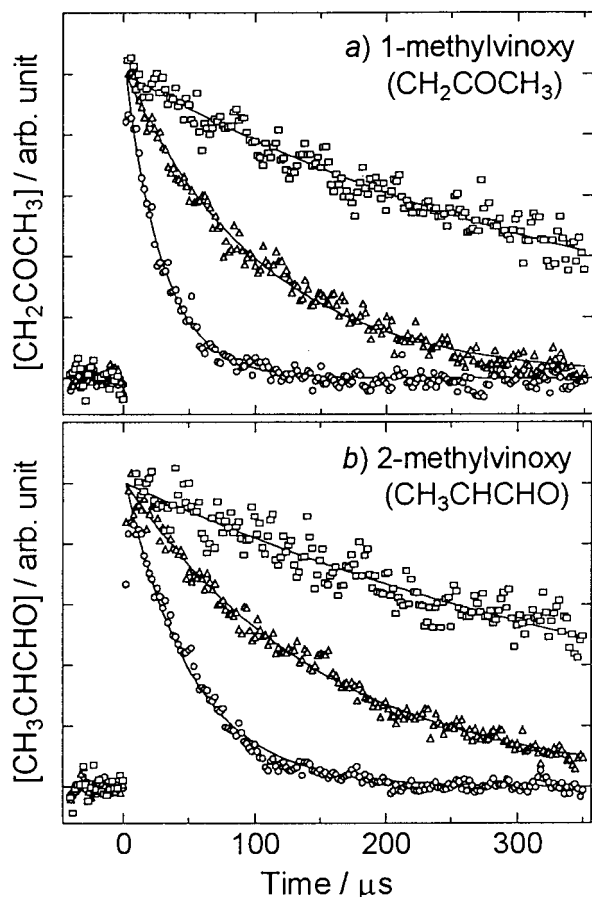 a) 1-methylvinoxy
(CH₂COCH₃)
[CH₂COCH₃] / arb. unit
b) 2-methylvinoxy
(CH₃CHCHO)
[CH₃CHCHO] / arb. unit
0 100 200 300
Time / μs